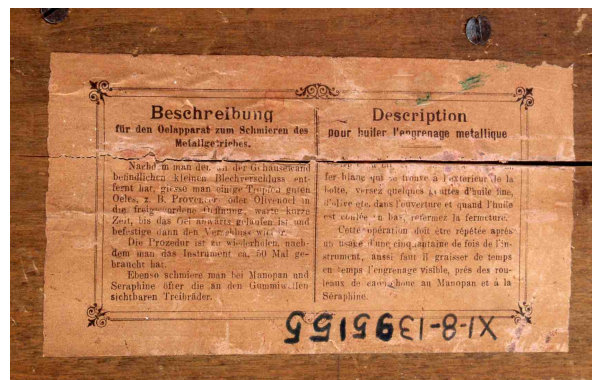 Beschreibung
für den Oelapparat zum Schmieren des
Metallgetriebes.
man der an der Gehäusewand
befindlichen kleinen Blechverschluss ent-
fernt hat, giesse man einige Tropfen guten
Oeles, z. B. Provencer- oder Olivenoel in
die freigewordene Oeffnung, warte kurze
Zeit, bis das Oel abwärts gelaufen ist und
befestige dann den Verschluss wieder.
Die Prozedur ist zu wiederholen, nach-
dem man das Instrument ca. 50 Mal ge-
braucht hat.
Ebenso schmiere man bei Manopan und
Seraphine öfter die an den Gummiwellen
sichtbaren Treibräder.
Description
pour huiler l'engrenage metallique
fer-blanc qui se trouve à l'exterieur de la
boîte, versez quelques gouttes d'huile fine,
d'olive etc. dans l'ouverture et quand l'huile
est coulée en bas, refermez la fermeture.
Cette opération doit être répétée après
un usage d'une cinquantaine de fois de l'in-
strument, aussi faut il graisser de temps
en temps l'engrenage visible, près des rou-
leaux de caoutchouc au Manopan et à la
Séraphine.
XI-8-1395155